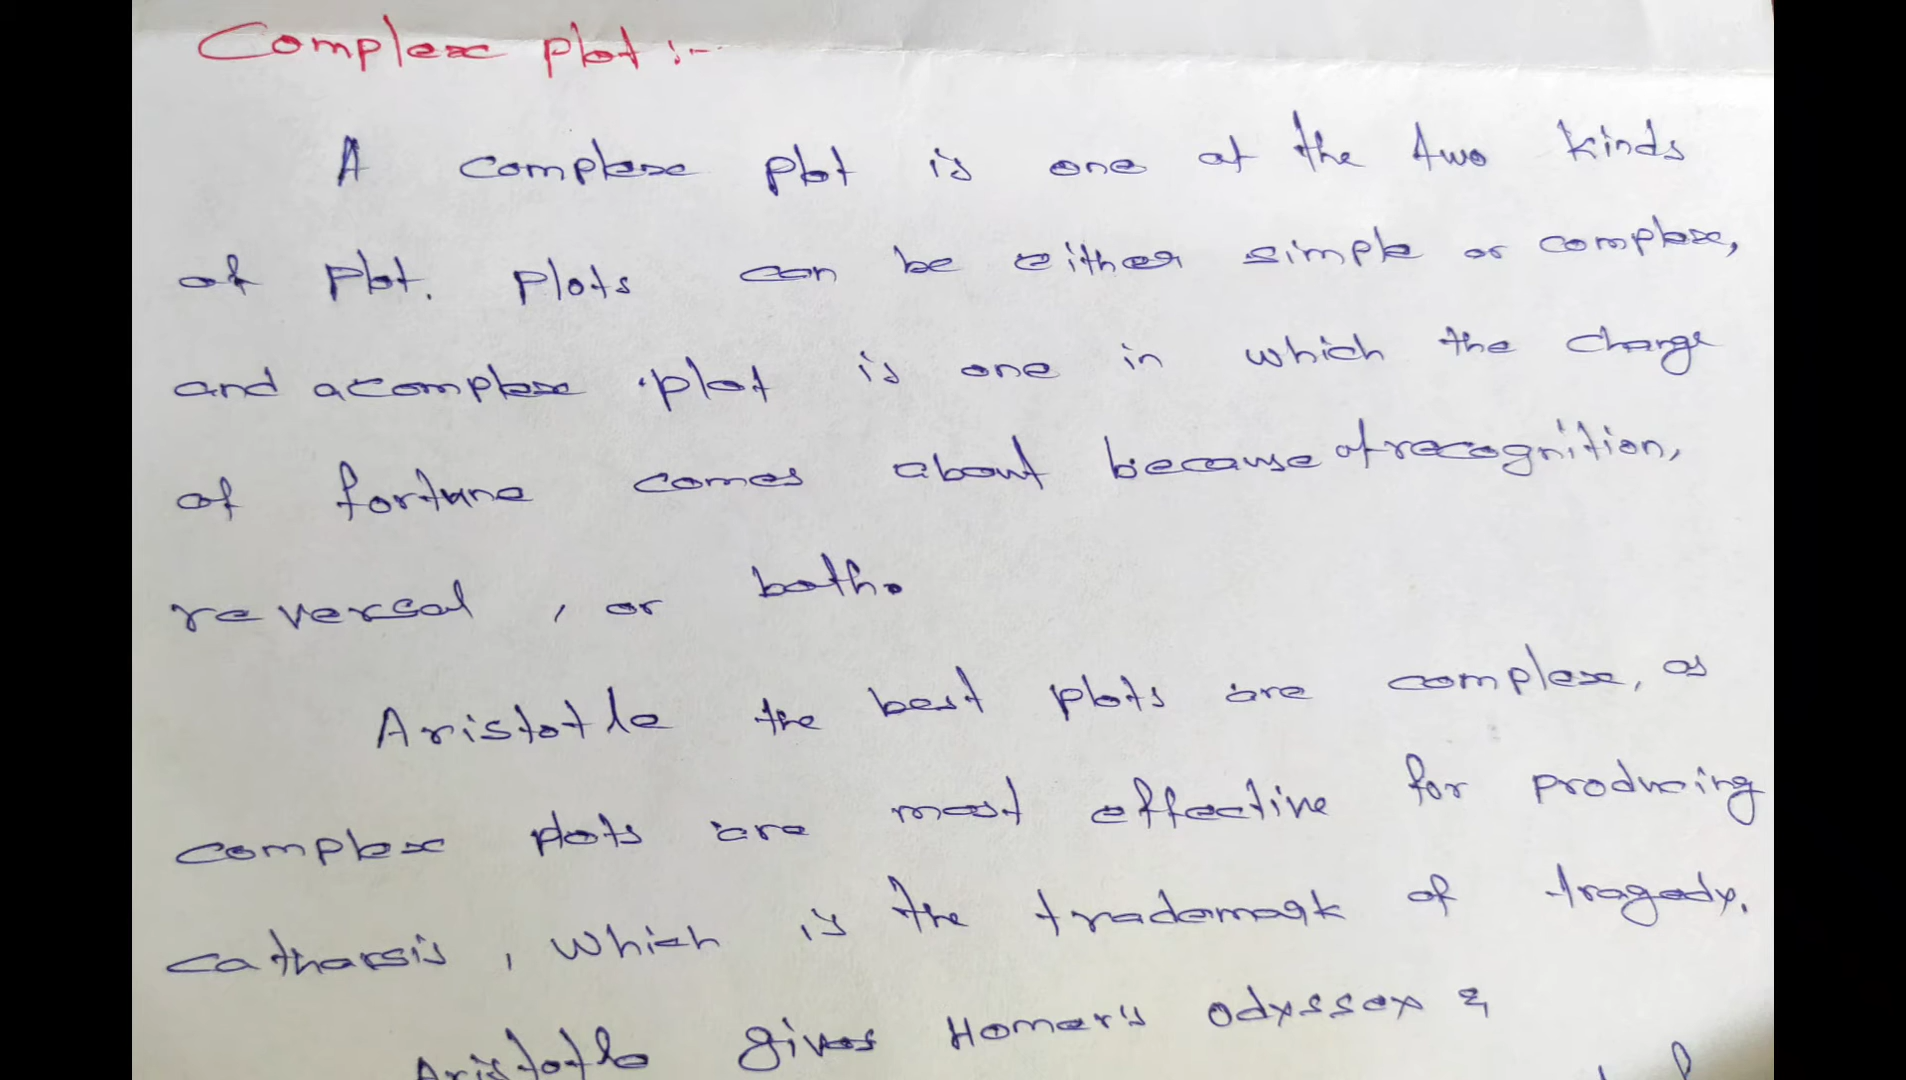 Complex plot :-
A complex plot is one of the two kinds
of plot. plots can be either simple or complex,
and a complex plot is one in which the change
of fortune comes about because of recognition,
reversal , or both.
Aristotle the best plots are complex, as
complex plots are most effective for producing
catharsis , which is the trademark of tragedy.
Aristotle gives Homer's odyssey &